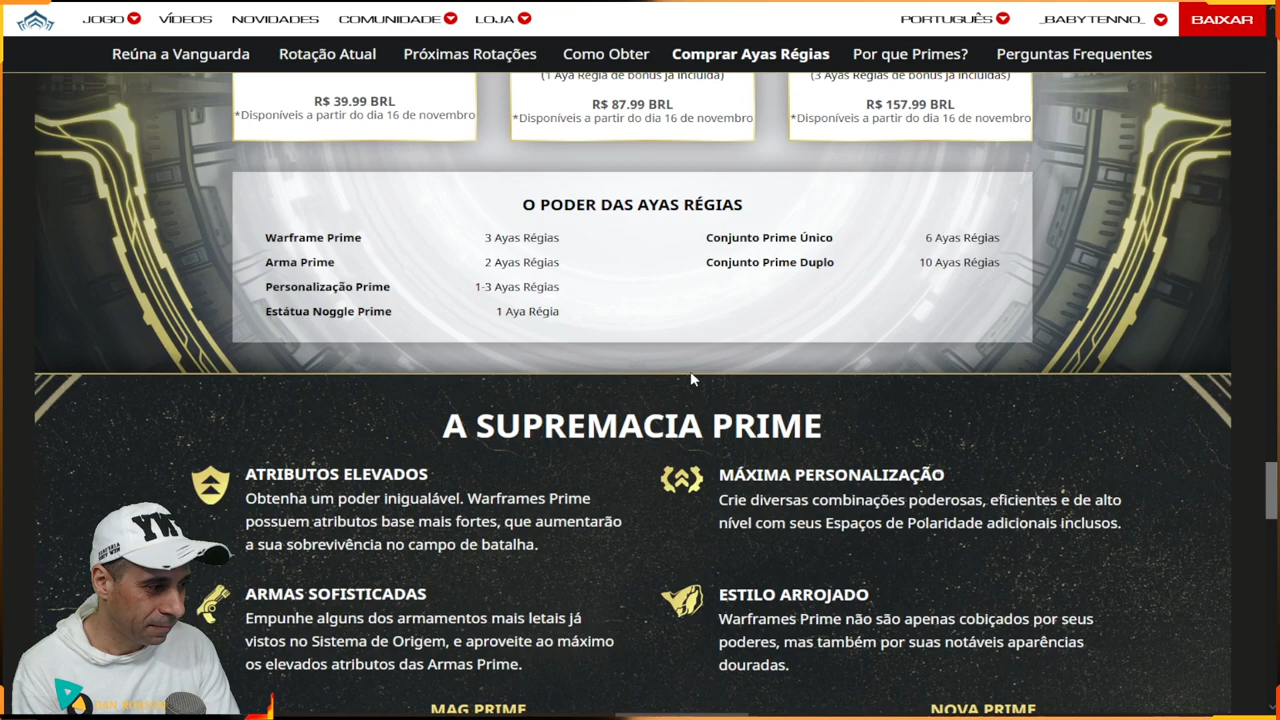 JOGO VÍDEOS NOVIDADES COMUNIDADE LOJA PORTUGUÊS _BABYTENNO_ BAIXAR
Reúna a Vanguarda Rotação Atual Próximas Rotações Como Obter Comprar Ayas Régias Por que Primes? Perguntas Frequentes
(1 Aya Régia de bônus já incluída) (3 Ayas Régias de bônus já incluídas)
R$ 39.99 BRL R$ 87.99 BRL R$ 157.99 BRL
*Disponíveis a partir do dia 16 de novembro *Disponíveis a partir do dia 16 de novembro *Disponíveis a partir do dia 16 de novembro
O PODER DAS AYAS RÉGIAS
Warframe Prime 3 Ayas Régias Conjunto Prime Único 6 Ayas Régias
Arma Prime 2 Ayas Régias Conjunto Prime Duplo 10 Ayas Régias
Personalização Prime 1-3 Ayas Régias
Estátua Noggle Prime 1 Aya Régia
A SUPREMACIA PRIME
ATRIBUTOS ELEVADOS
Obtenha um poder inigualável. Warframes Prime
possuem atributos base mais fortes, que aumentarão
a sua sobrevivência no campo de batalha.
MÁXIMA PERSONALIZAÇÃO
Crie diversas combinações poderosas, eficientes e de alto
nível com seus Espaços de Polaridade adicionais inclusos.
ARMAS SOFISTICADAS
Empunhe alguns dos armamentos mais letais já
vistos no Sistema de Origem, e aproveite ao máximo
os elevados atributos das Armas Prime.
ESTILO ARROJADO
Warframes Prime não são apenas cobiçados por seus
poderes, mas também por suas notáveis aparências
douradas.
MAG PRIME NOVA PRIME
YW